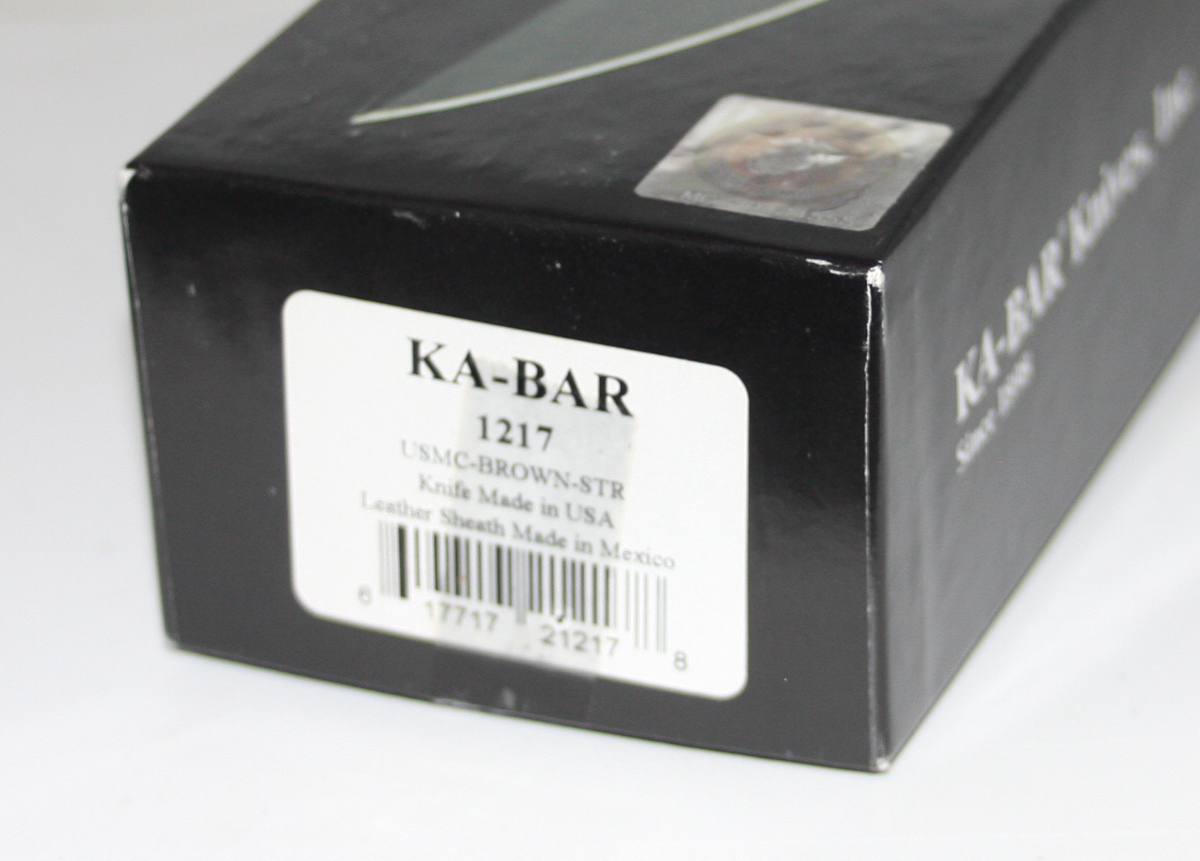 KA-BAR
1217
USMC-BROWN-STR
Knife Made in USA
Leather Sheath Made in Mexico
6 17717 21217 8
KA-BAR Knives, Inc.
Since 1898